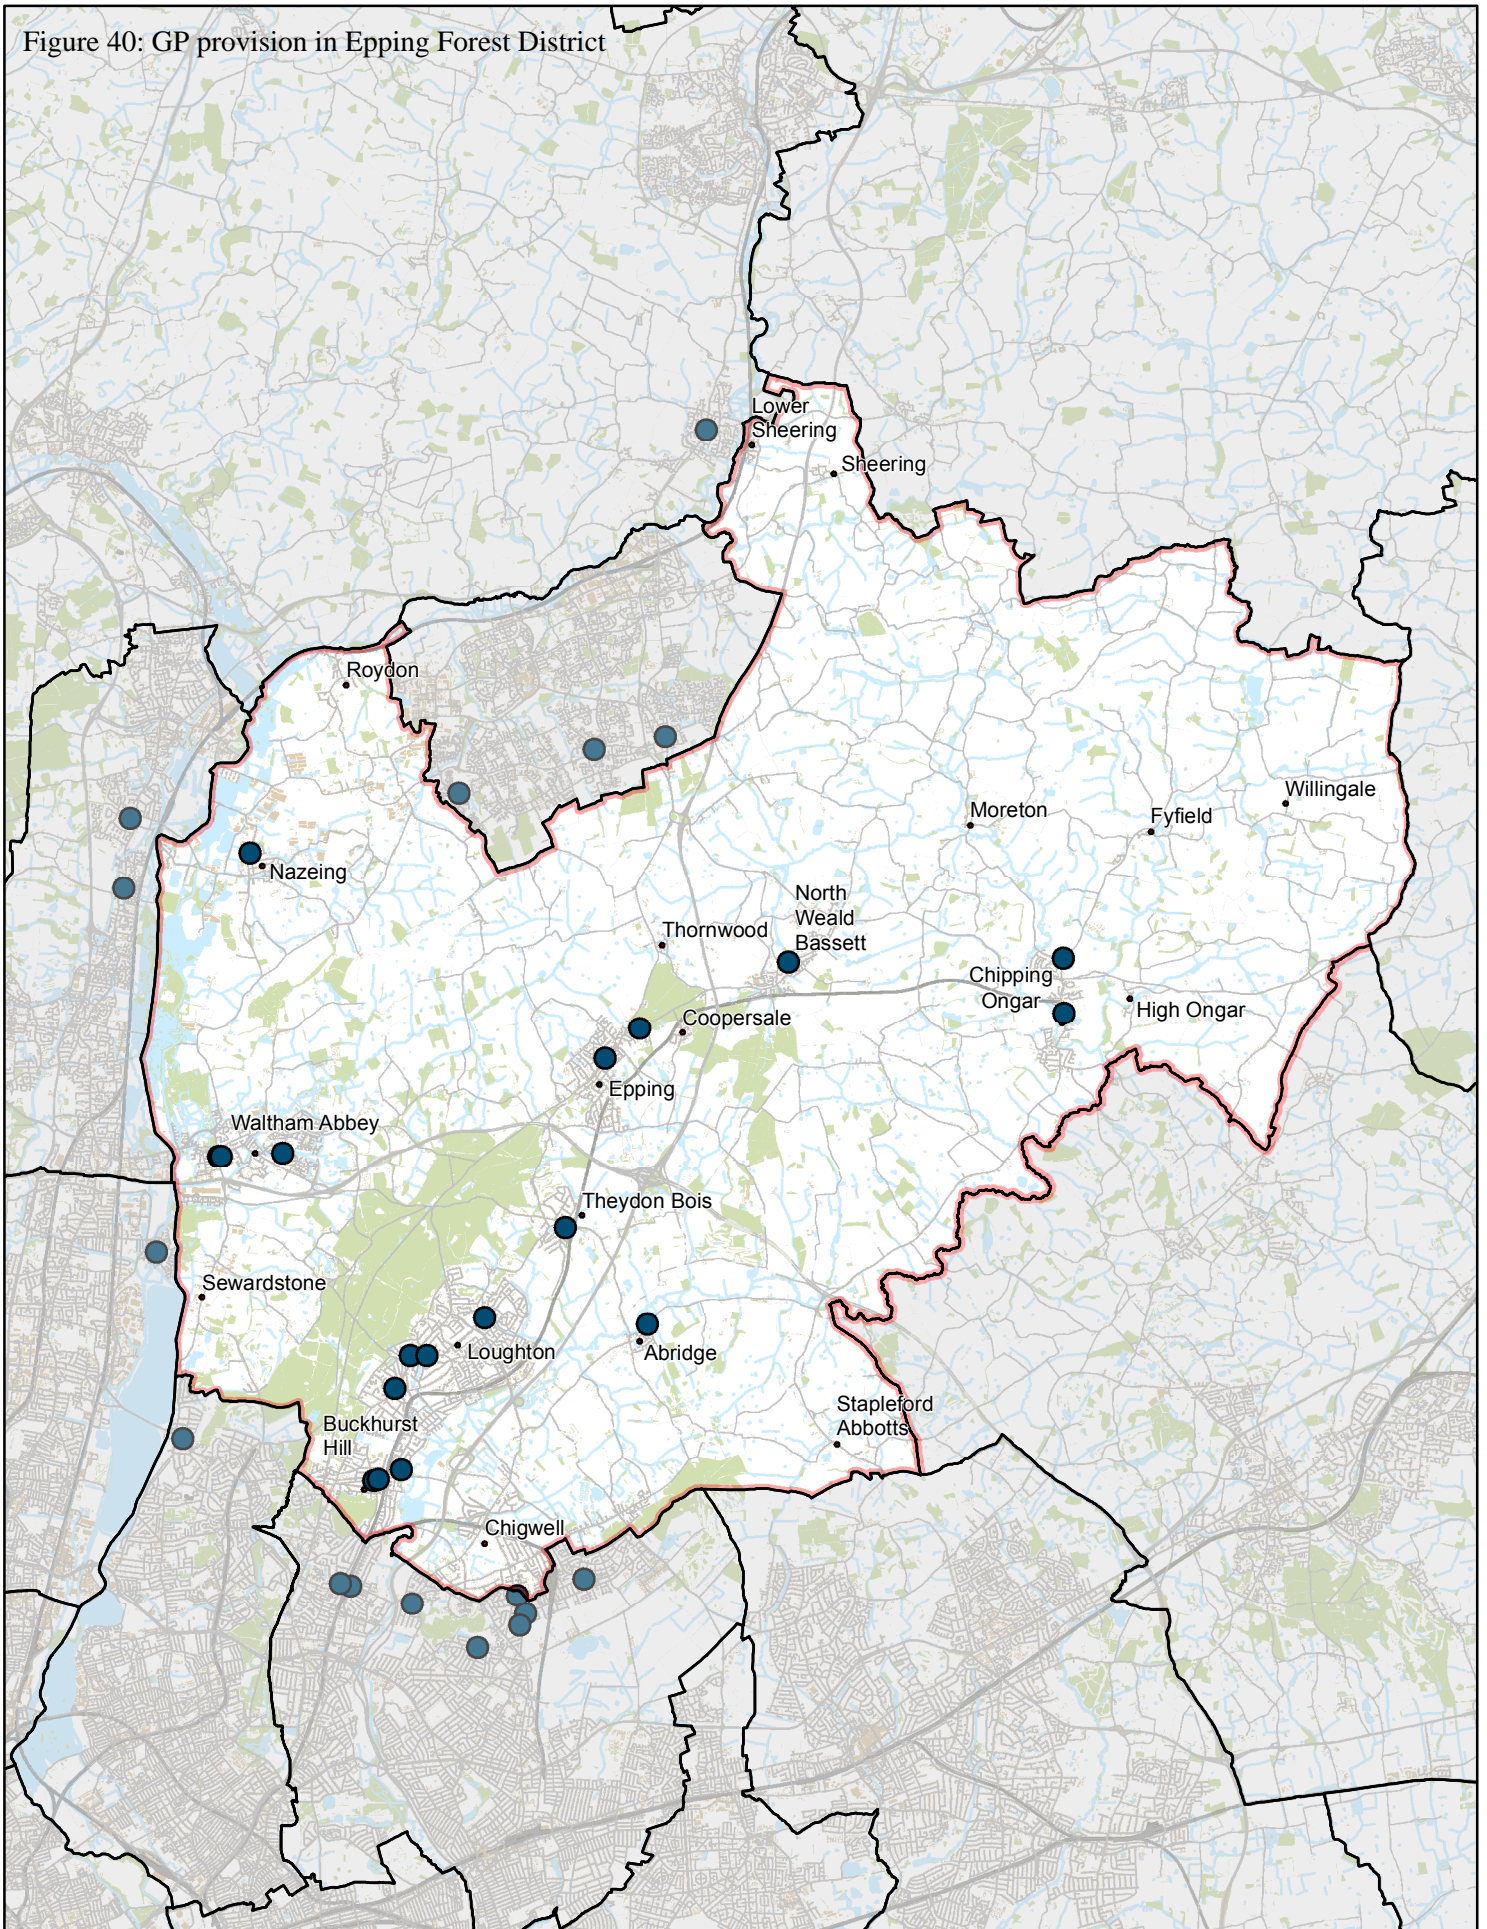 Figure 40: GP provision in Epping Forest District
Lower
Sheering
Sheering
Roydon
Willingale
Moreton
Fyfield
Nazeing
North
Weald
Bassett
Thornwood
Chipping
Ongar
High Ongar
Coopersale
Epping
Waltham Abbey
Theydon Bois
Sewardstone
Loughton
Abridge
Stapleford
Abbotts
Buckhurst
Hill
Chigwell